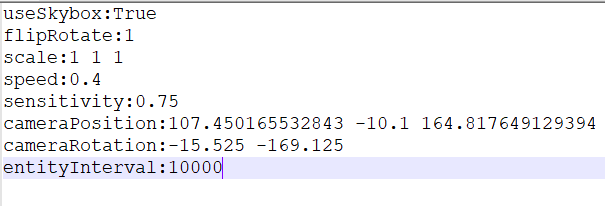 useSkybox:True
flipRotate:1
scale:1 1 1
speed:0.4
sensitivity:0.75
cameraPosition:107.450165532843 -10.1 164.817649129394
cameraRotation:-15.525 -169.125
entityInterval:10000